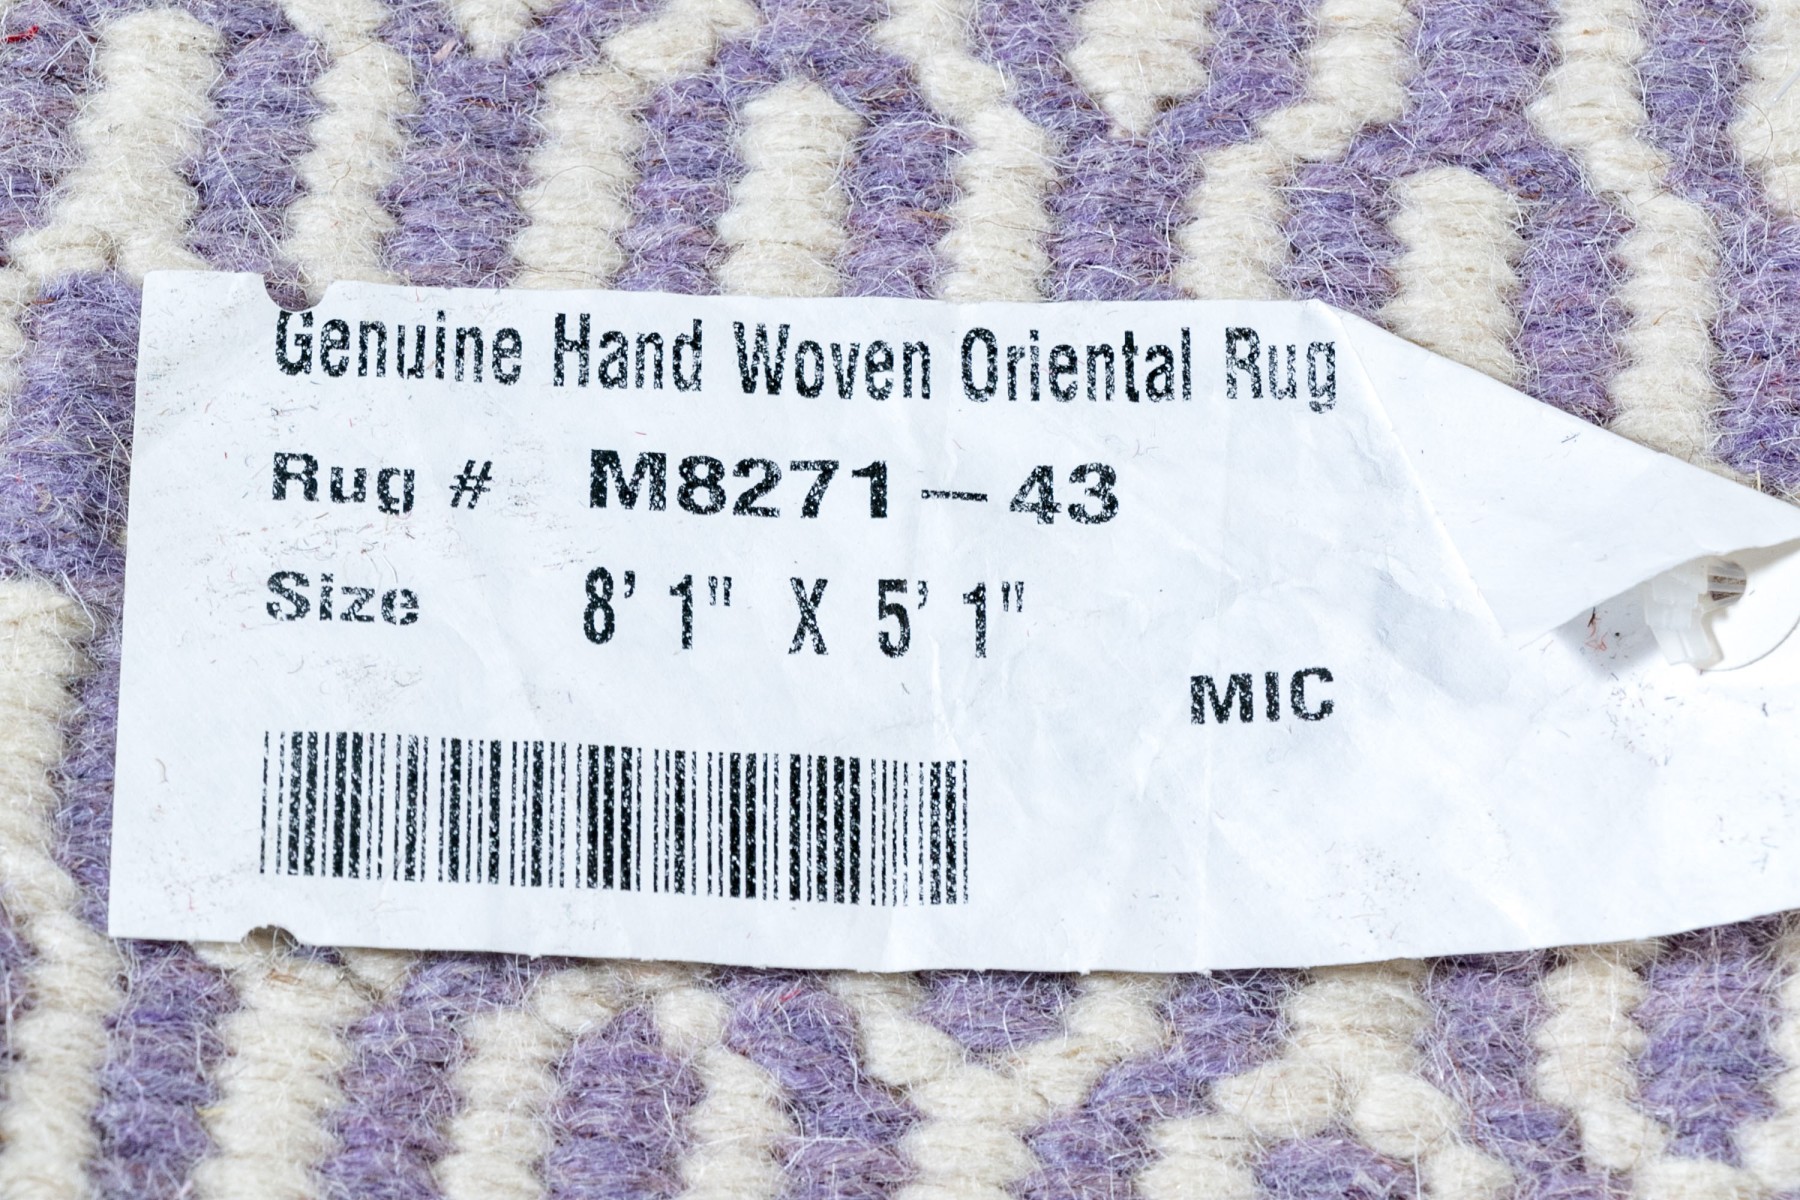 Genuine Hand Woven Oriental Rug
Rug # M8271-43
Size 8' 1" X 5' 1"
MIC